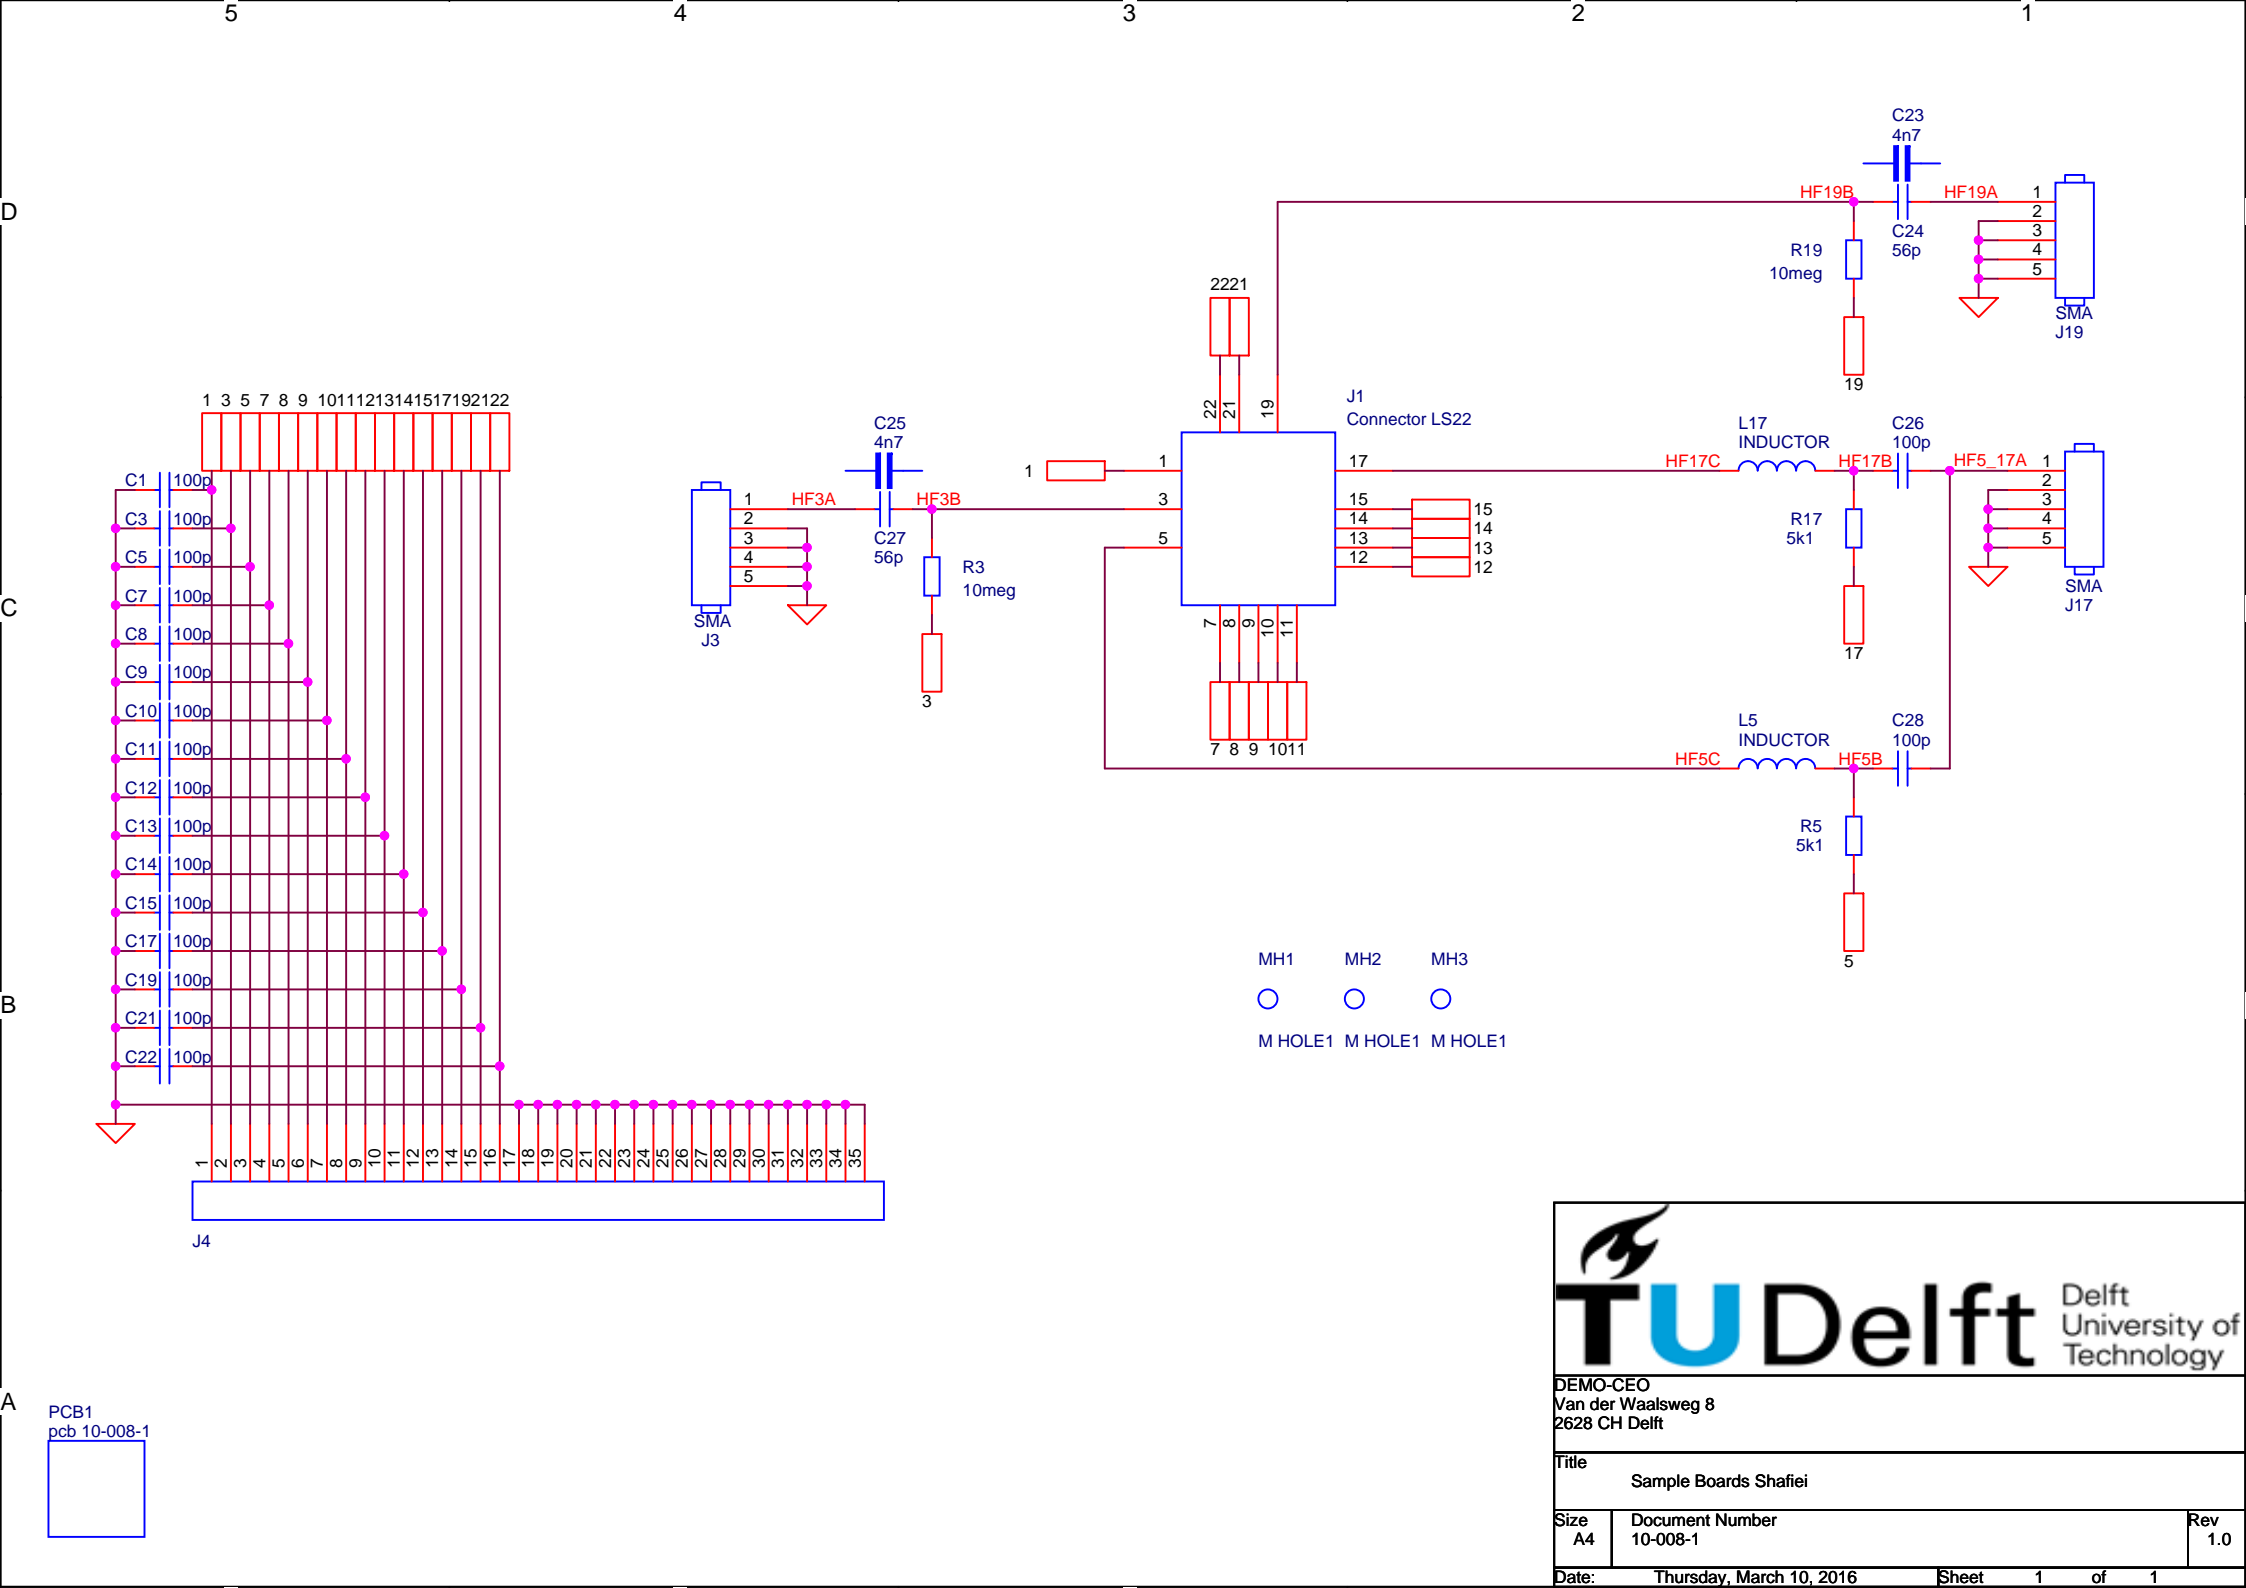 5 4 3 2 1
D
C
B
A
C23
4n7
HF19B
HF19A
C24
56p
R19
10meg
19
1
2
3
4
5
SMA
J19
2221
22
21
19
J1
Connector LS22
1 3 5 7 8 9 10111213141517192122
C1 100p
C3 100p
C5 100p
C7 100p
C8 100p
C9 100p
C10 100p
C11 100p
C12 100p
C13 100p
C14 100p
C15 100p
C17 100p
C19 100p
C21 100p
C22 100p
1 2 3 4 5 6 7 8 9 10 11 12 13 14 15 16 17 18 19 20 21 22 23 24 25 26 27 28 29 30 31 32 33 34 35
J4
C25
4n7
HF3A
HF3B
C27
56p
1
2
3
4
5
SMA
J3
R3
10meg
3
1
1
3
5
17
15
14
13
12
15
14
13
12
7 8 9 10 11
7 8 9 1011
L17
INDUCTOR
HF17C
HF17B
C26
100p
HF5_17A
R17
5k1
17
1
2
3
4
5
SMA
J17
L5
INDUCTOR
HF5C
HF5B
C28
100p
R5
5k1
5
MH1 MH2 MH3
M HOLE1 M HOLE1 M HOLE1
PCB1
pcb 10-008-1
TUDelft
Delft
University of
Technology
DEMO-CEO
Van der Waalsweg 8
2628 CH Delft
Title
Sample Boards Shafiei
Size
A4
Document Number
10-008-1
Rev
1.0
Date: Thursday, March 10, 2016 Sheet 1 of 1